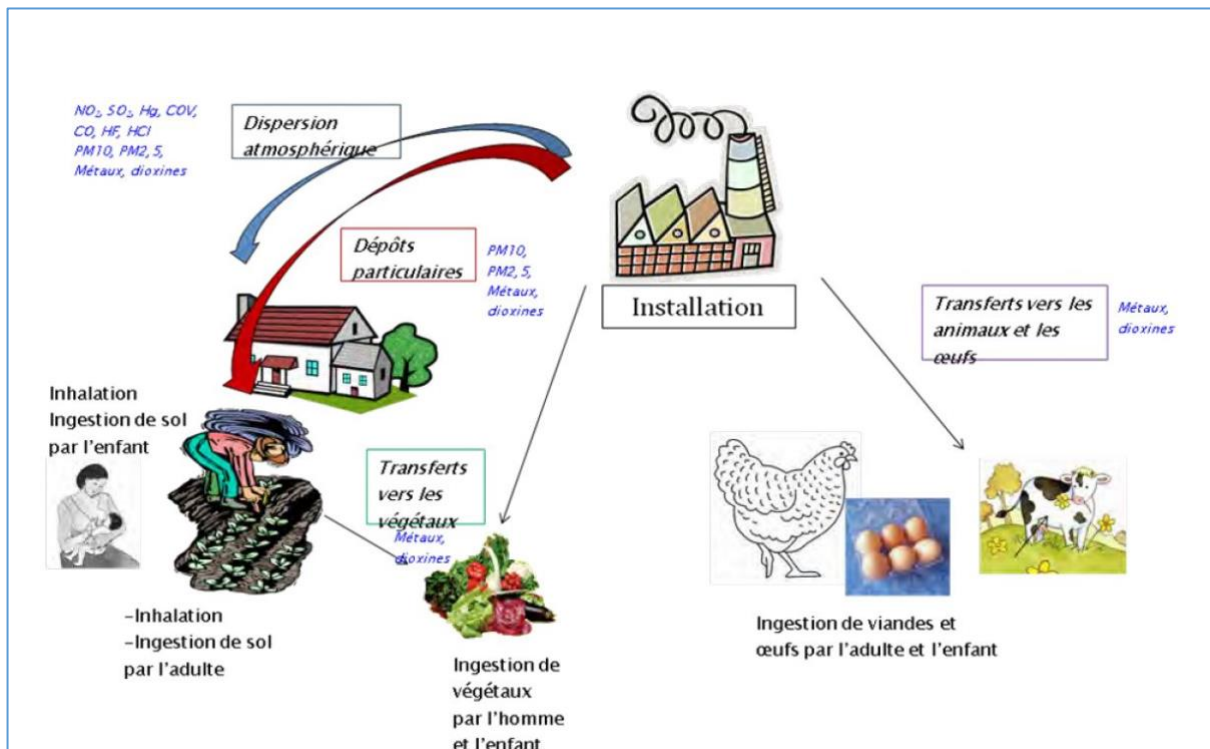 NO₂, SO₂, Hg, COV,
CO, HF, HCl
PM10, PM2,5,
Métaux, dioxines
Dispersion
atmosphérique
Dépôts
particulaires
PM10,
PM2,5,
Métaux,
dioxines
Installation
Transferts vers les
animaux et les
œufs
Métaux,
dioxines
Inhalation
Ingestion de sol
par l'enfant
Transferts
vers les
végétaux
Métaux,
dioxines
-Inhalation
-Ingestion de sol
par l'adulte
Ingestion de
végétaux
par l'homme
et l'enfant
Ingestion de viandes et
œufs par l'adulte et l'enfant